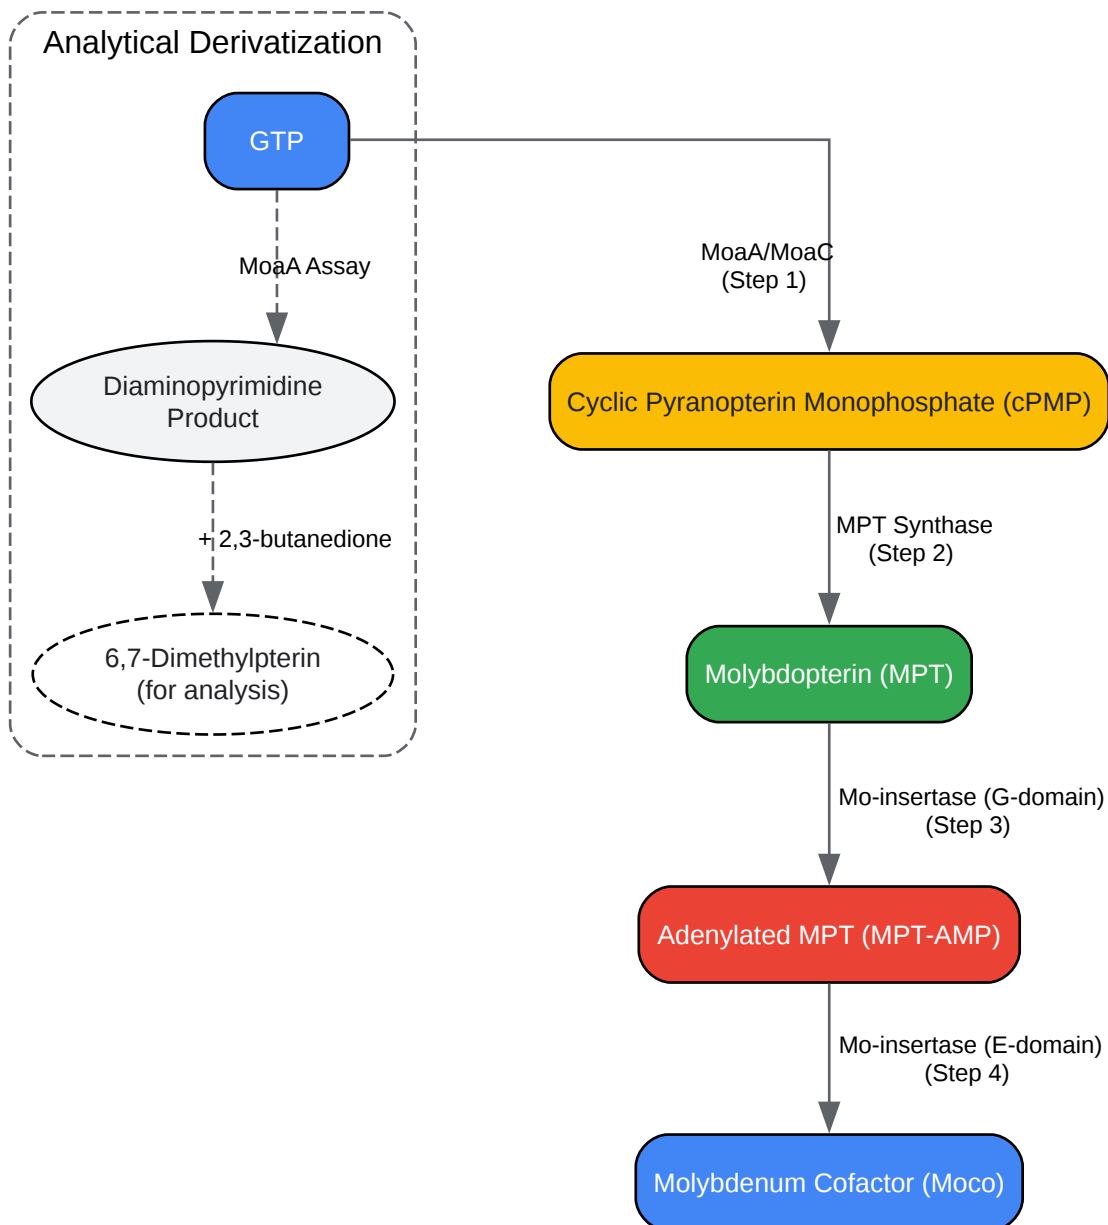 Analytical Derivatization
GTP
MoaA Assay
MoaA/MoaC
(Step 1)
Diaminopyrimidine
Product
Cyclic Pyranopterin Monophosphate (cPMP)
+ 2,3-butanedione
MPT Synthase
(Step 2)
6,7-Dimethylpterin
(for analysis)
Molybdopterin (MPT)
Mo-insertase (G-domain)
(Step 3)
Adenylated MPT (MPT-AMP)
Mo-insertase (E-domain)
(Step 4)
Molybdenum Cofactor (Moco)